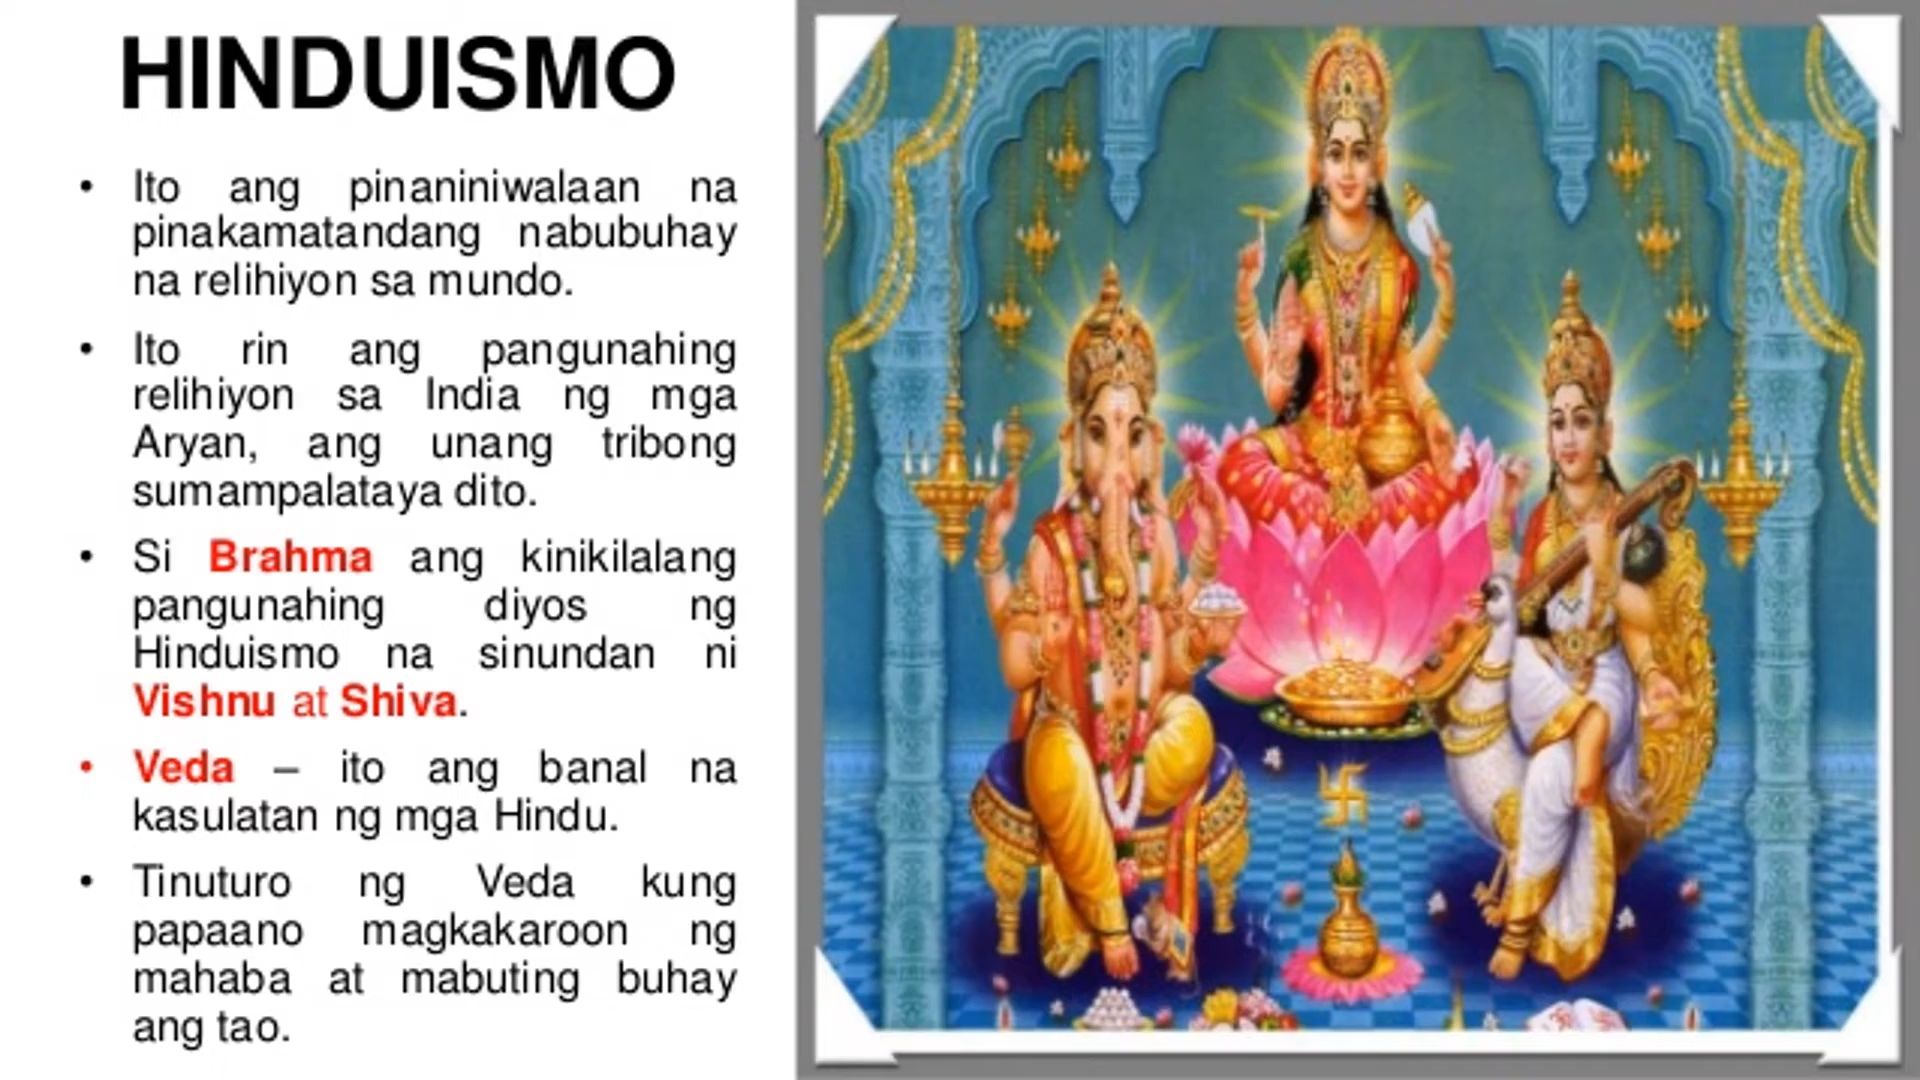 HINDUISMO
• Ito ang pinaniniwalaan na
pinakamatandang nabubuhay
na relihiyon sa mundo.
• Ito rin ang pangunahing
relihiyon sa India ng mga
Aryan, ang unang tribong
sumampalataya dito.
• Si Brahma ang kinikilalang
pangunahing diyos ng
Hinduismo na sinundan ni
Vishnu at Shiva.
• Veda – ito ang banal na
kasulatan ng mga Hindu.
• Tinuturo ng Veda kung
papaano magkakaroon ng
mahaba at mabuting buhay
ang tao.